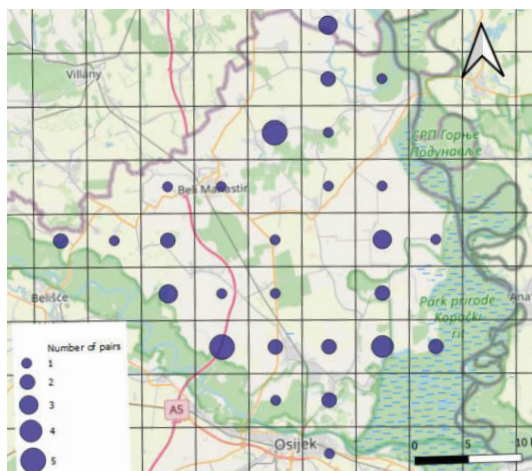 Villány
СРП Горње
Подунавље
Beli Manastir
Belišće
Park prirode
Kopački
rit
Number of pairs
1
2
3
4
5
A5
Osijek
0 5 10